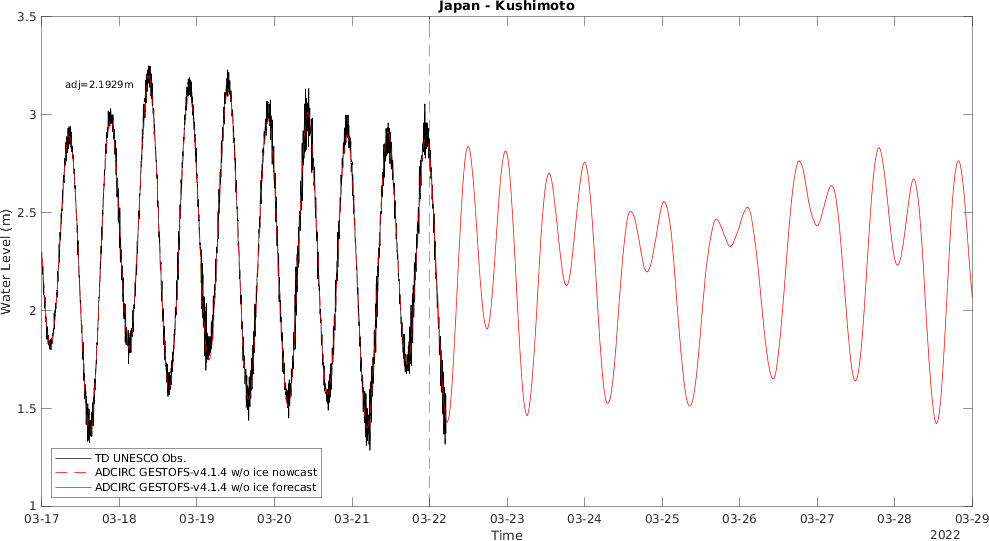 Japan - Kushimoto
3.5
adj=2.1929m
3
2.5
Water Level (m)
2
1.5
TD UNESCO Obs.
ADCIRC GESTOFS-v4.1.4 w/o ice nowcast
ADCIRC GESTOFS-v4.1.4 w/o ice forecast
1
03-17 03-18 03-19 03-20 03-21 03-22 03-23 03-24 03-25 03-26 03-27 03-28 03-29
Time
2022